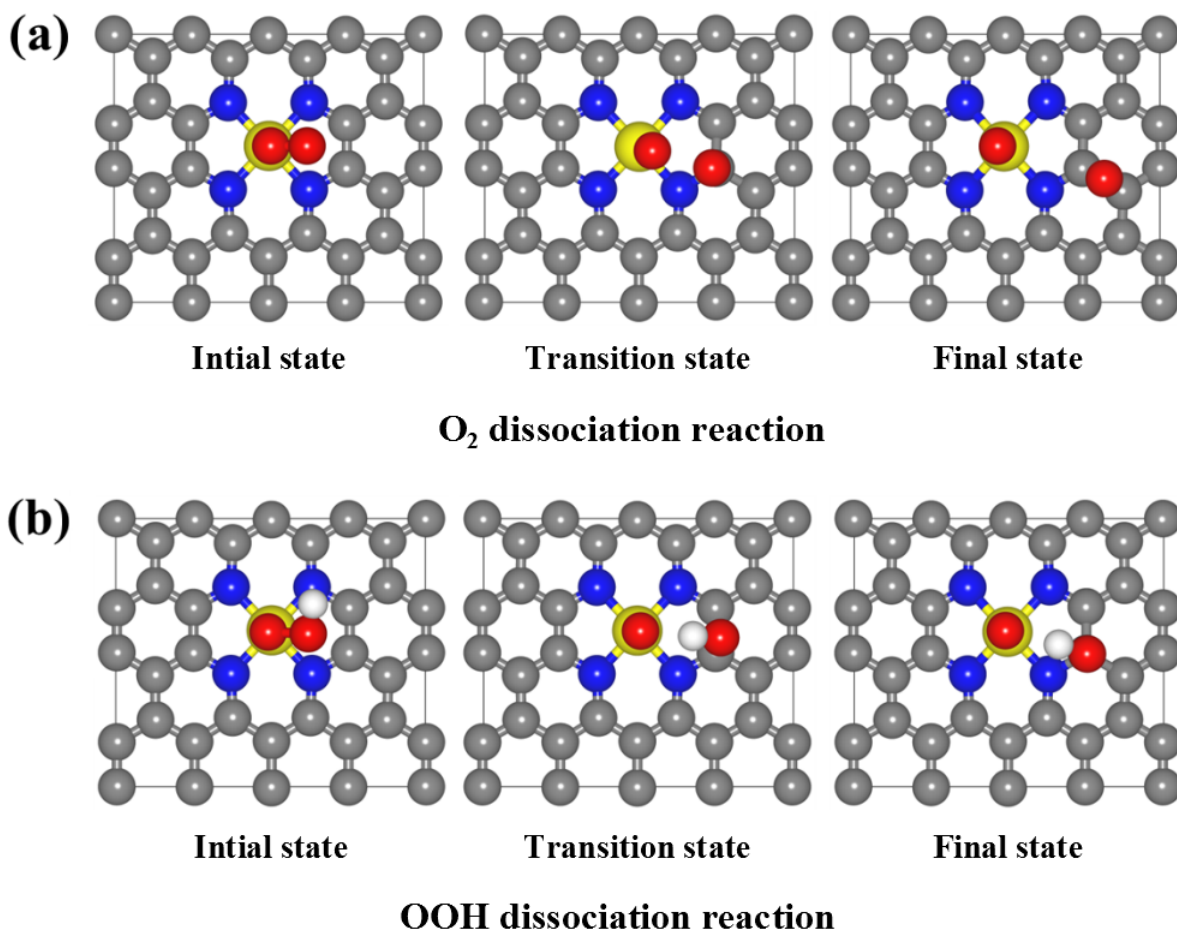 (a)
Intial state Transition state Final state
O₂ dissociation reaction
(b)
Intial state Transition state Final state
OOH dissociation reaction